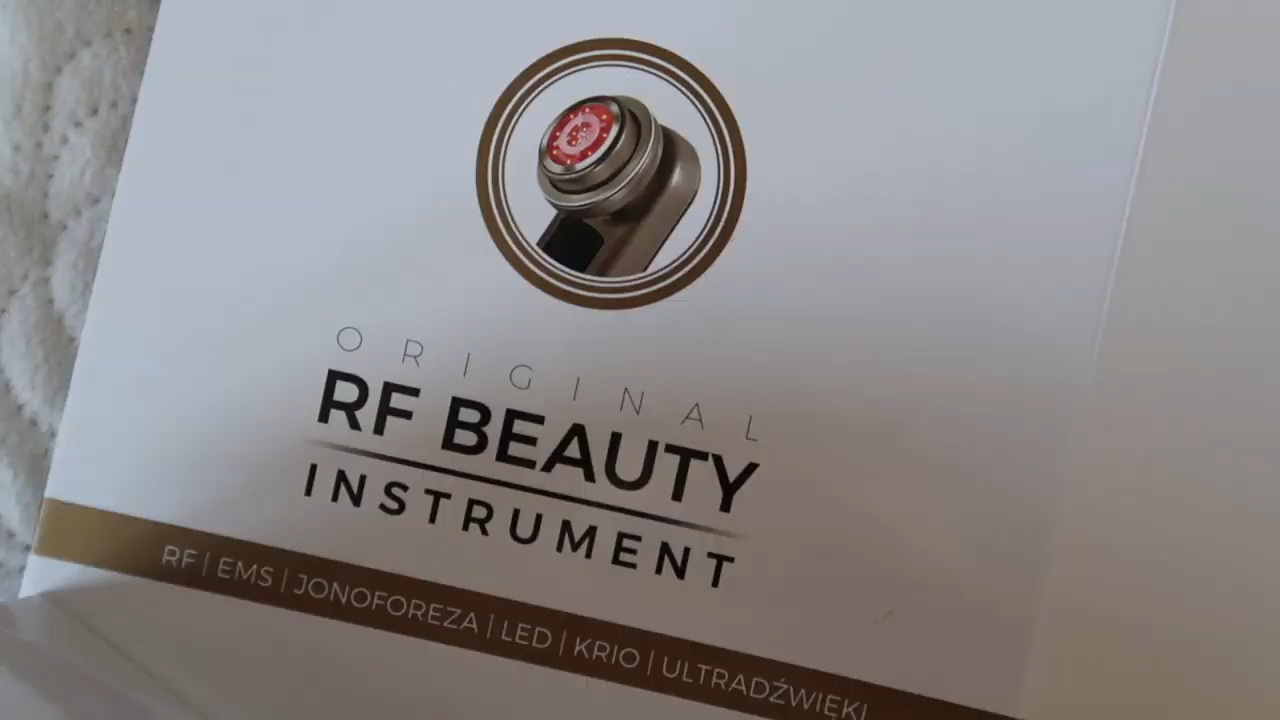 ORIGINAL
RF BEAUTY
INSTRUMENT
RF | EMS | JONOFOREZA | LED | KRIO | ULTRADŹWIĘKI